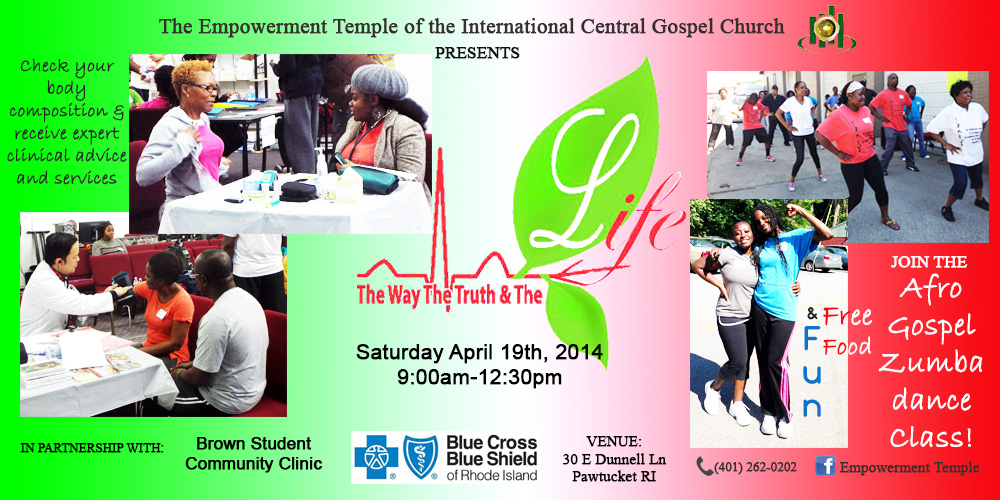 The Empowerment Temple of the International Central Gospel Church
PRESENTS
Check your
body
composition &
receive expert
clinical advice
and services
Life
The Way The Truth & The
Saturday April 19th, 2014
9:00am-12:30pm
& Free
Food
Fun
JOIN THE
Afro
Gospel
Zumba
dance
Class!
IN PARTNERSHIP WITH:
Brown Student
Community Clinic
Blue Cross
Blue Shield
of Rhode Island
VENUE:
30 E Dunnell Ln
Pawtucket RI
(401) 262-0202
f Empowerment Temple